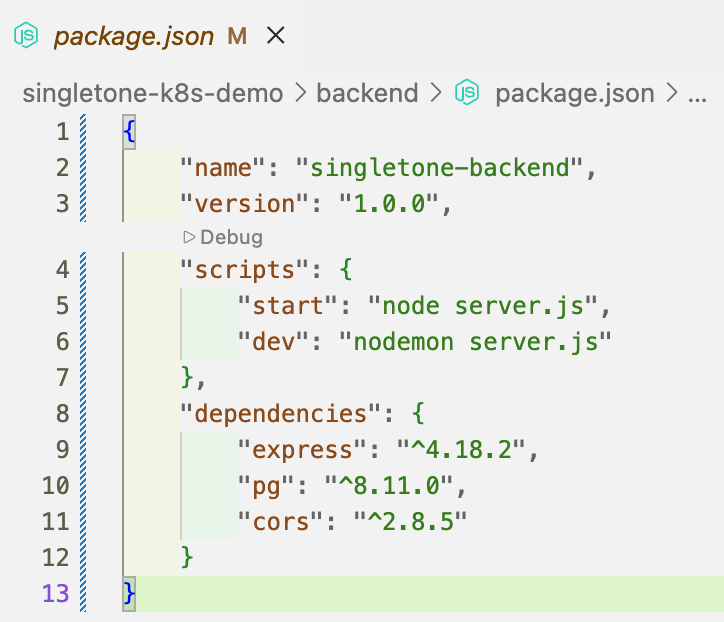 JS package.json M
singletone-k8s-demo > backend > JS package.json > ...
1 {
2 "name": "singletone-backend",
3 "version": "1.0.0",
Debug
4 "scripts": {
5 "start": "node server.js",
6 "dev": "nodemon server.js"
7 },
8 "dependencies": {
9 "express": "^4.18.2",
10 "pg": "^8.11.0",
11 "cors": "^2.8.5"
12 }
13 }